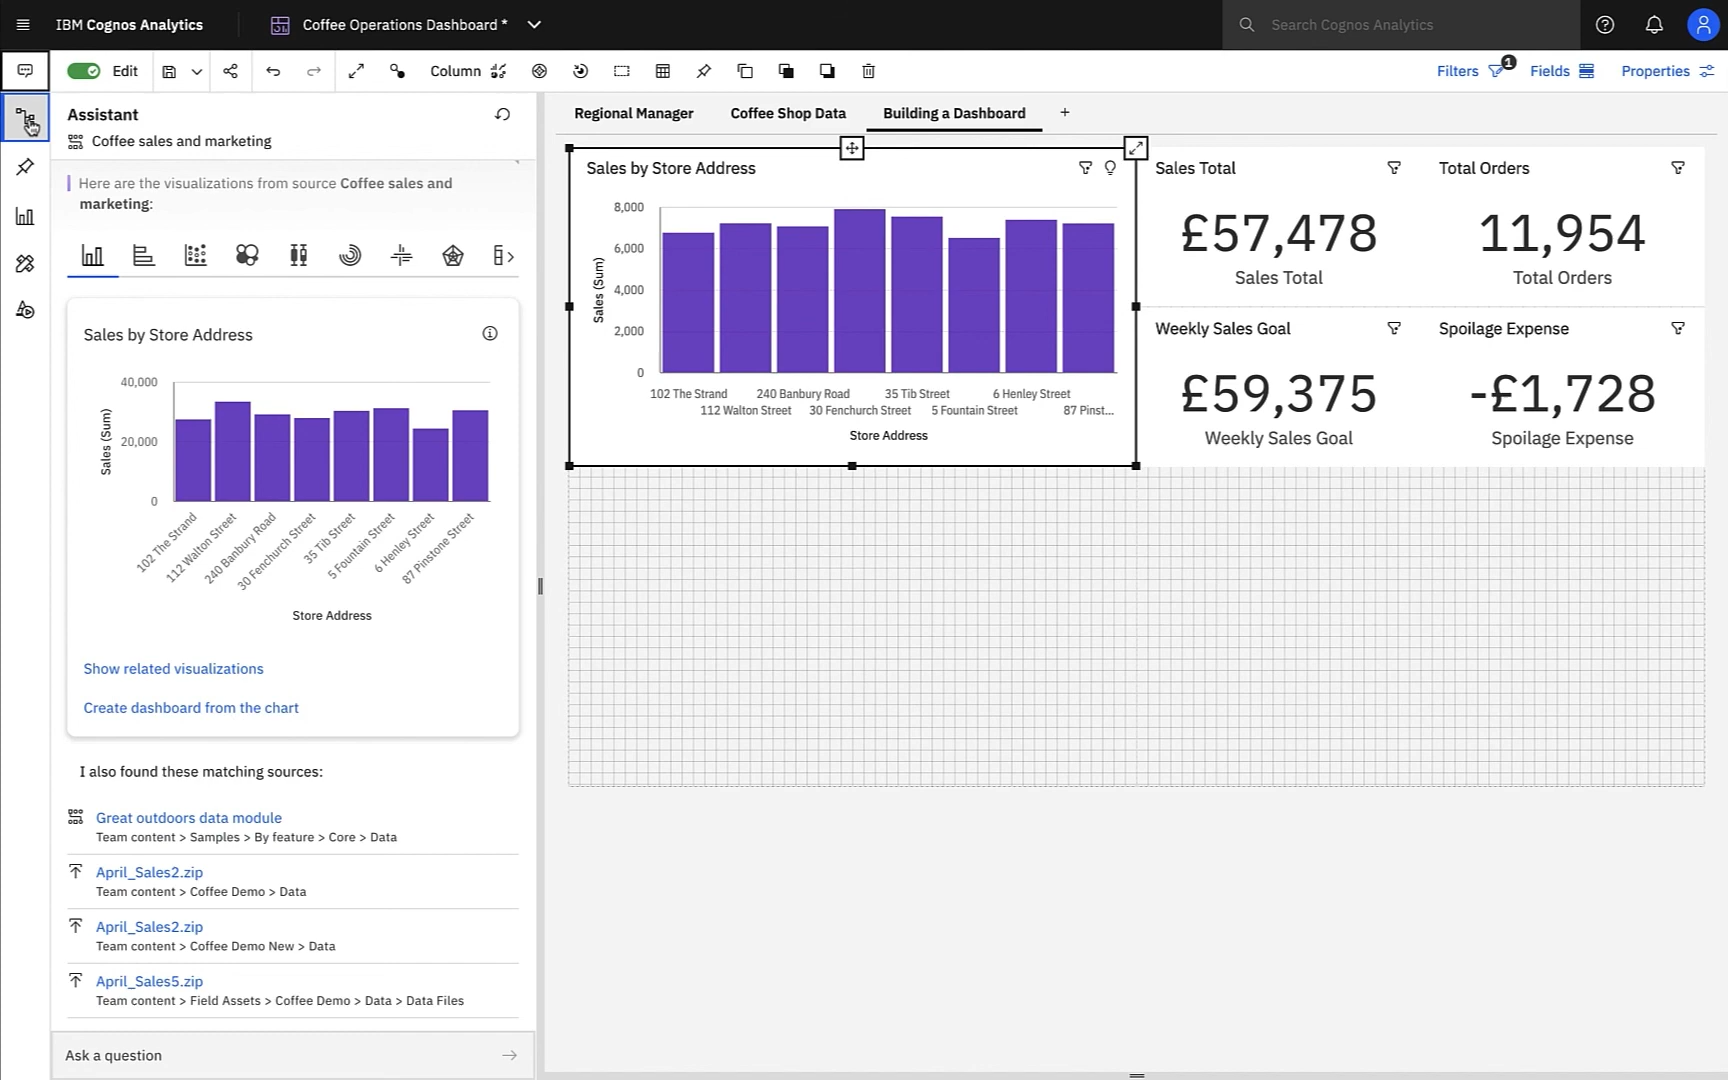 IBM Cognos Analytics
Coffee Operations Dashboard *
Search Cognos Analytics
Edit
Column
Filters
1
Fields
Properties
Assistant
Coffee sales and marketing
Here are the visualizations from source Coffee sales and
marketing:
Sales by Store Address
40,000
20,000
0
Sales (Sum)
102 The Strand
112 Walton Street
240 Banbury Road
30 Fenchurch Street
35 Tib Street
5 Fountain Street
6 Henley Street
87 Pinstone Street
Store Address
Show related visualizations
Create dashboard from the chart
I also found these matching sources:
Great outdoors data module
Team content > Samples > By feature > Core > Data
April_Sales2.zip
Team content > Coffee Demo > Data
April_Sales2.zip
Team content > Coffee Demo New > Data
April_Sales5.zip
Team content > Field Assets > Coffee Demo > Data > Data Files
Ask a question
Regional Manager
Coffee Shop Data
Building a Dashboard
Sales by Store Address
8,000
6,000
4,000
2,000
0
Sales (Sum)
102 The Strand
240 Banbury Road
35 Tib Street
6 Henley Street
112 Walton Street
30 Fenchurch Street
5 Fountain Street
87 Pinst...
Store Address
Sales Total
£57,478
Sales Total
Total Orders
11,954
Total Orders
Weekly Sales Goal
£59,375
Weekly Sales Goal
Spoilage Expense
-£1,728
Spoilage Expense